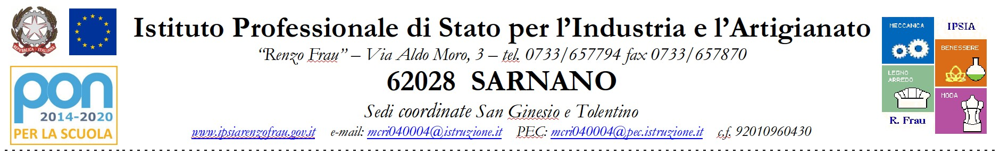 Istituto Professionale di Stato per l’Industria e l’Artigianato
“Renzo Frau” – Via Aldo Moro, 3 – tel. 0733/657794 fax 0733/657870
62028 SARNANO
Sedi coordinate San Ginesio e Tolentino
www.ipsiarenzofrau.gov.it e-mail: mcri040004@istruzione.it PEC: mcri040004@pec.istruzione.it c.f. 92010960430
REPVBBLICA ITALIANA
pon
2014-2020
PER LA SCUOLA
MECCANICA
IPSIA
BENESSERE
LEGNO
ARREDO
MODA
R. Frau